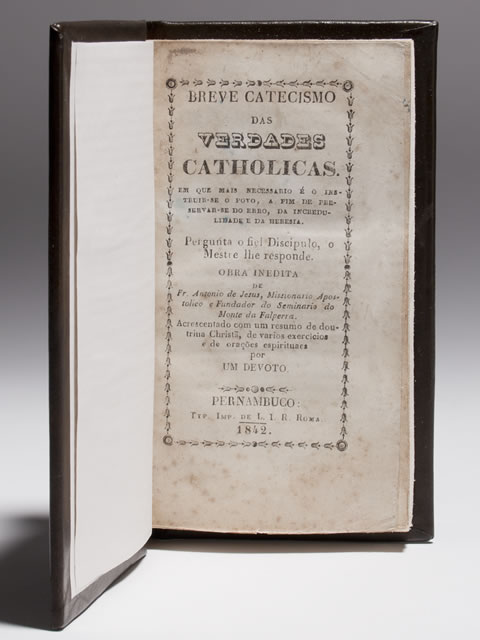 BREVE CATECISMO
DAS
VERDADES
CATHOLICAS.
EM QUE MAIS NECESSARIO É O INS-
TRUIR-SE O POVO, A FIM DE PRE-
SERVAR-SE DO ERRO, DA INCREDU-
LIDADE E DA HERESIA.
Pergunta o fiel Discipulo, o
Mestre lhe responde.
OBRA INEDITA
DE
Fr. Antonio de Jezus, Missionario Apos-
tolico e Fundador do Seminario do
Monte da Falperra.
Acrescentado com um resumo de dou-
trina Christã, de varios exercicios
e de orações espirituaes
por
UM DEVOTO.
PERNAMBUCO:
TYP. IMP. DE L. I. R. ROMA.
1842.